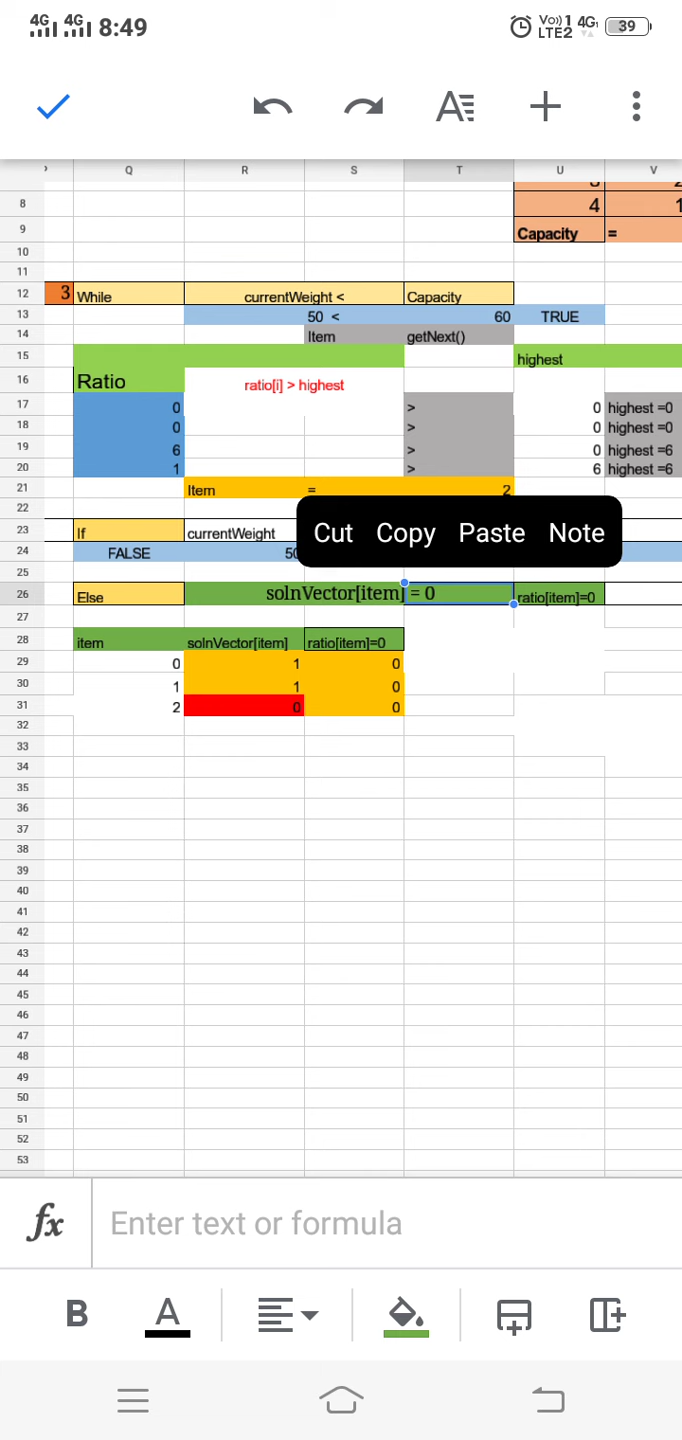 4G 4G 8:49 Vo)) 1 LTE2 4G 39
Q R S T U V
8 4 1
9 Capacity =
10
11
12 3 While currentWeight < Capacity
13 50 < 60 TRUE
14 Item getNext()
15 highest
16 Ratio ratio[i] > highest
17 0 > 0 highest =0
18 0 > 0 highest =0
19 6 > 0 highest =6
20 1 > 6 highest =6
21 Item = 2
22
Cut Copy Paste Note
23 If currentWeight
24 FALSE 50
25
26 Else solnVector[item] = 0 ratio[item]=0
27
28 item solnVector[item] ratio[item]=0
29 0 1 0
30 1 1 0
31 2 0 0
32
33
34
35
36
37
38
39
40
41
42
43
44
45
46
47
48
49
50
51
52
53
fx Enter text or formula
B A